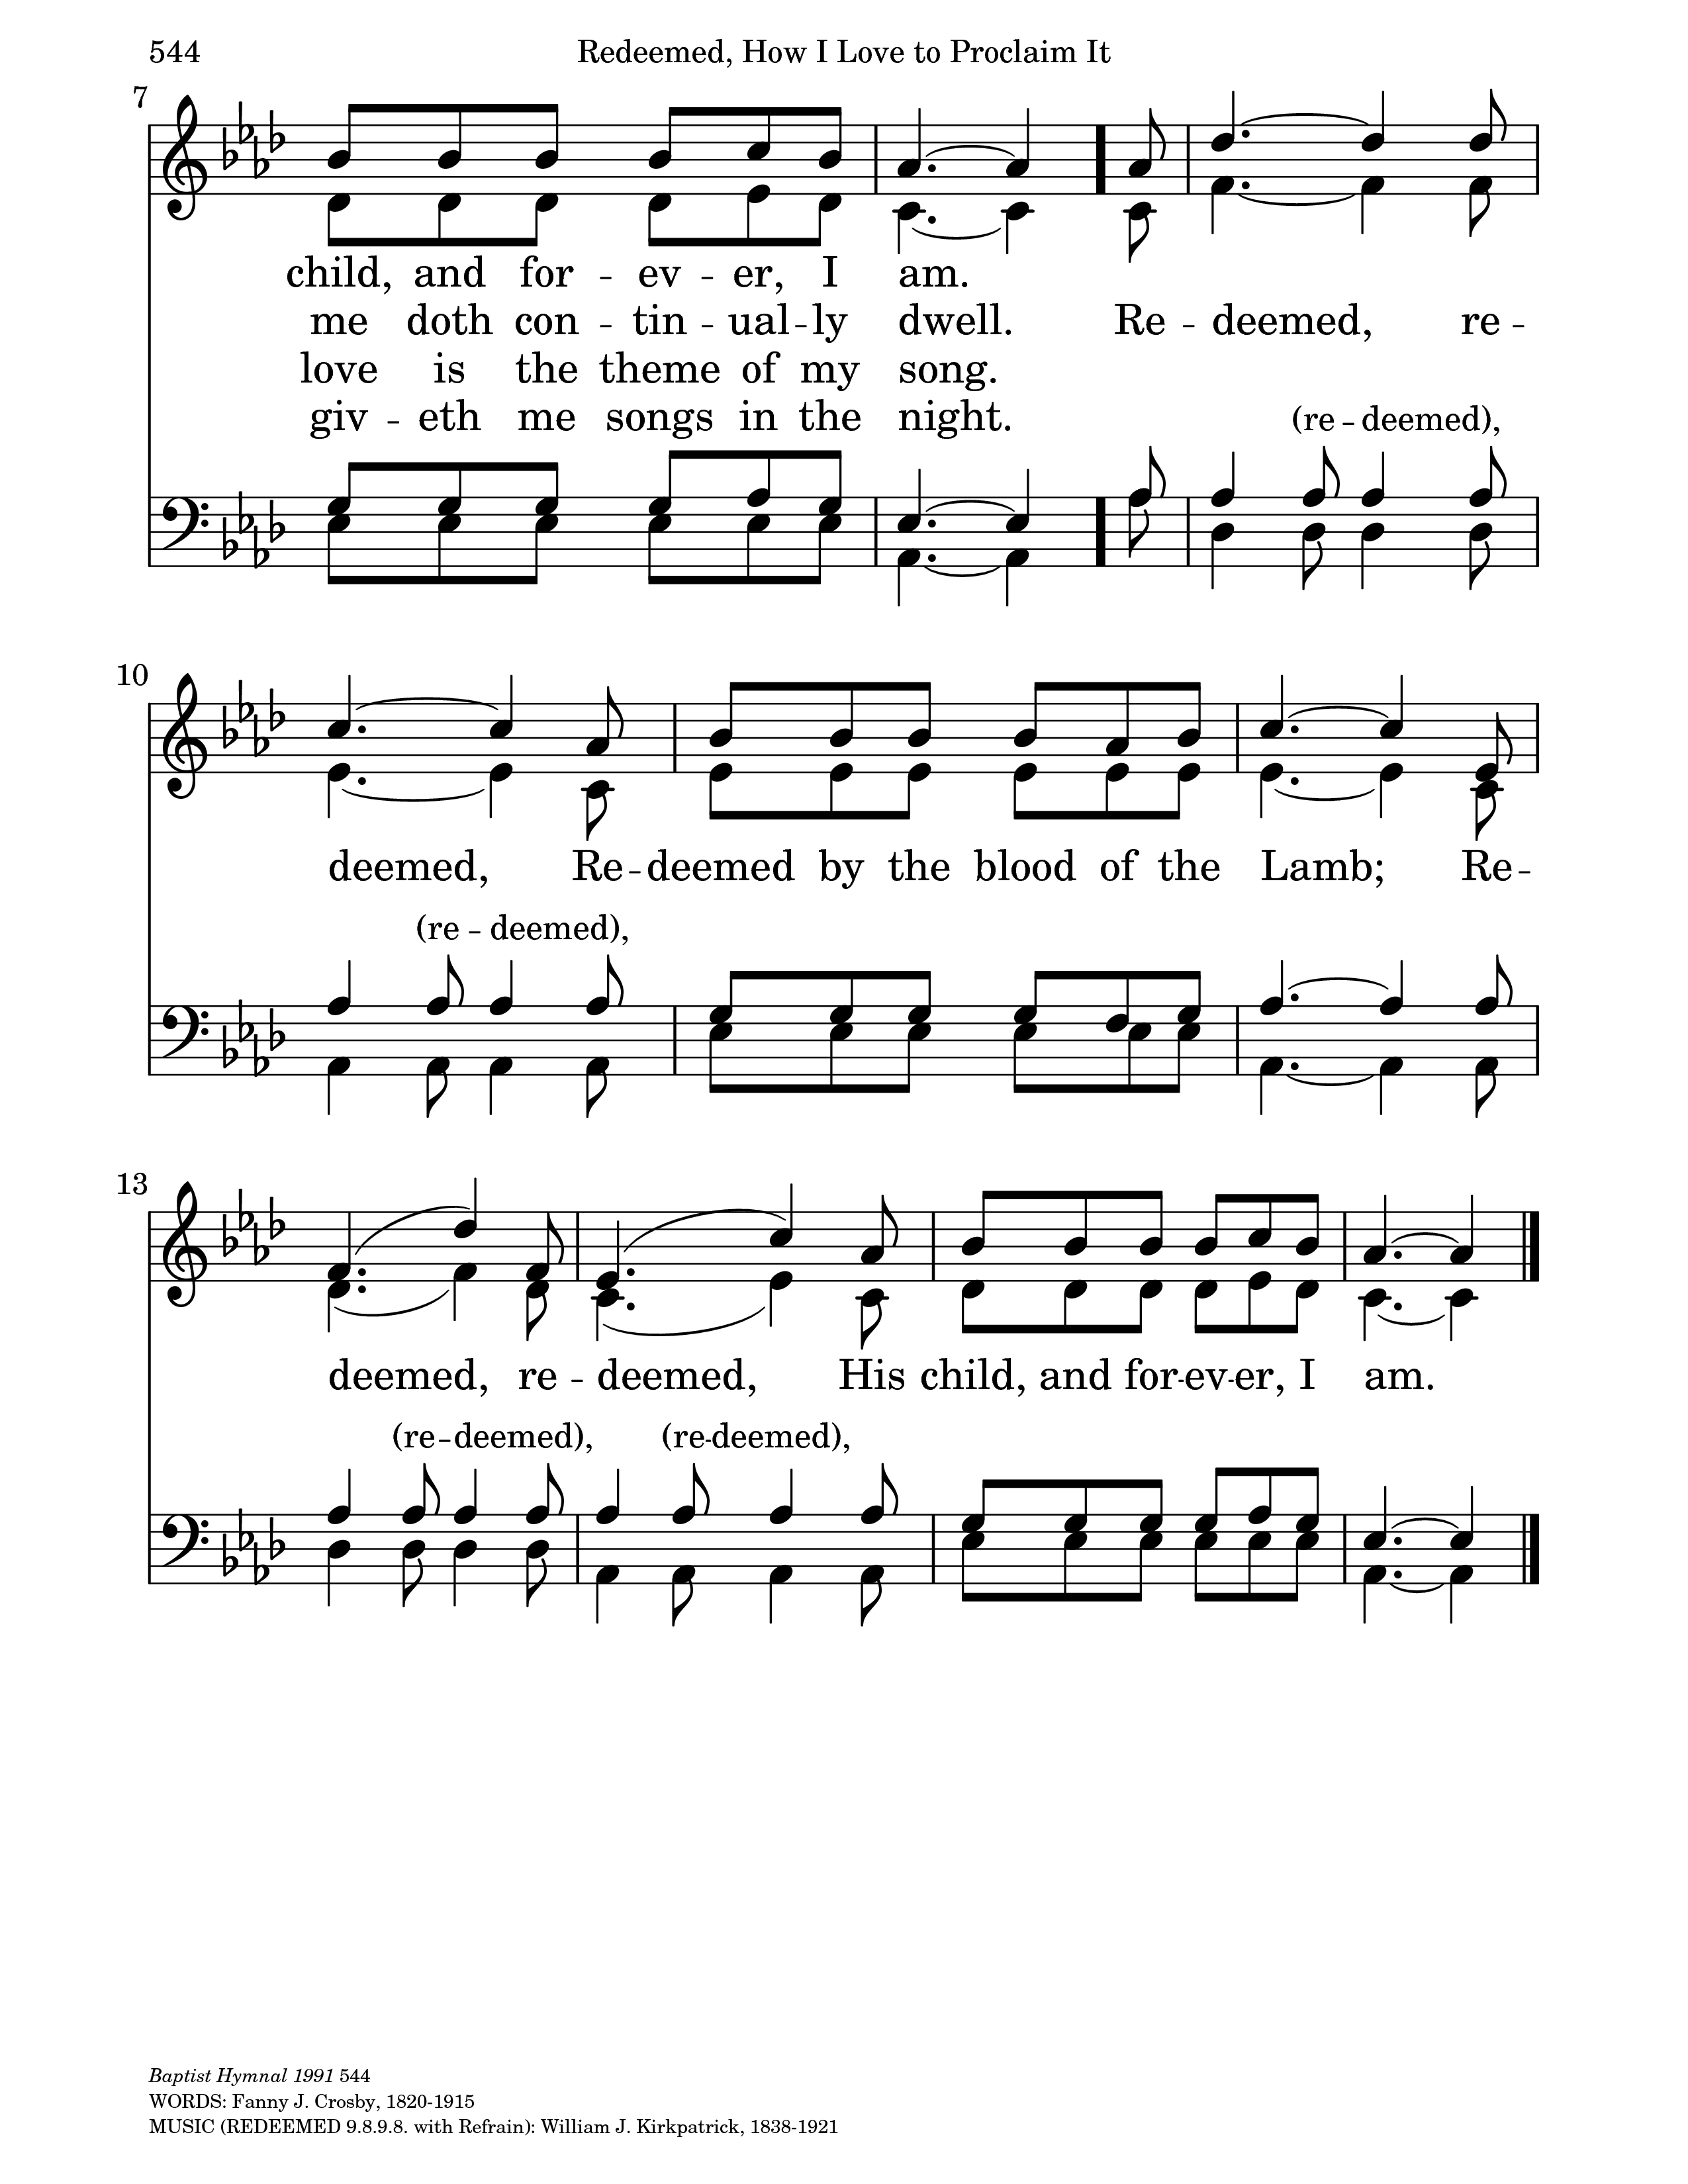 544
Redeemed, How I Love to Proclaim It
7
child, and for -- ev -- er, I am.
me doth con -- tin -- ual -- ly dwell. Re -- deemed, re --
love is the theme of my song.
giv -- eth me songs in the night. (re -- deemed),
10
deemed, Re -- deemed by the blood of the Lamb; Re --
(re -- deemed),
13
deemed, re -- deemed, His child, and for - ev - er, I am.
(re -- deemed), (re - deemed),
Baptist Hymnal 1991 544
WORDS: Fanny J. Crosby, 1820-1915
MUSIC (REDEEMED 9.8.9.8. with Refrain): William J. Kirkpatrick, 1838-1921